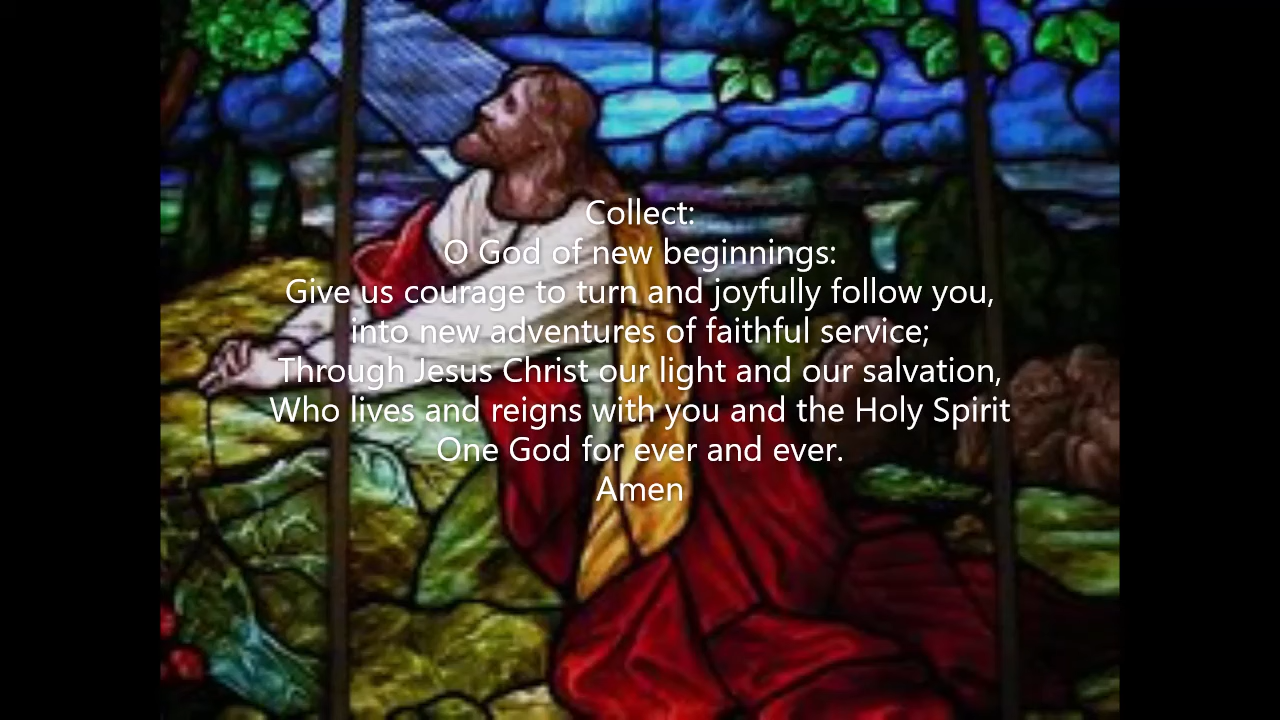 Collect:
O God of new beginnings:
Give us courage to turn and joyfully follow you,
into new adventures of faithful service;
Through Jesus Christ our light and our salvation,
Who lives and reigns with you and the Holy Spirit
One God for ever and ever.
Amen